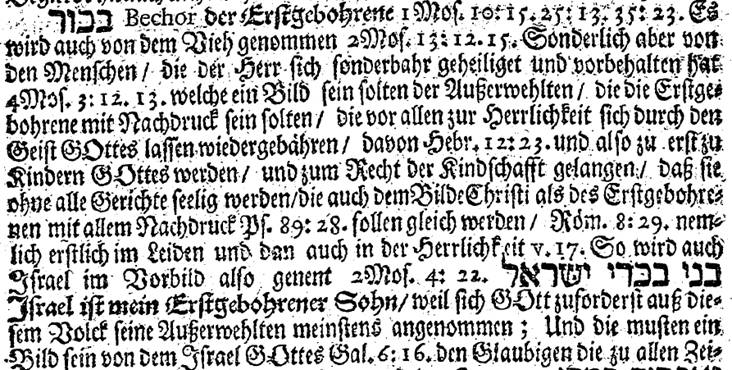 בכור Bechor der Erstgebohrene 1 Mos. 10: 15. 25: 13. 35: 23. Es
wird auch von dem Vieh genommen 2Mos. 13: 12. 15. Sonderlich aber von
den Menschen / die der Herr sich sonderbahr geheiliget und vorbehalten hat
4Mos. 3: 12. 13. welche ein Bild sein solten der Außerwehlten / die die Erstge⸗
bohrene mit Nachdruck sein solten / die vor allen zur Herrlichkeit sich durch den
Geist GOttes lassen wiedergebähren / davon Hebr. 12: 23. und also zu erst zu
Kindern GOttes werden / und zum Recht der Kindschafft gelangen / daß sie
ohne alle Gerichte seelig werden / die auch dem Bilde Christi als des Erstgebohre⸗
nen mit allem Nachdruck Ps. 89: 28. sollen gleich werden / Röm. 8: 29. nem⸗
lich erstlich im Leiden und dan auch in der Herrlichkeit v. 17. So wird auch
Israel im Vorbild also genent 2Mos. 4: 22. בני בכרי ישראל
Israel ist mein Erstgebohrener Sohn / weil sich GOtt zuforderst auß die⸗
sem Volck seine Außerwehlten meinstens angenommen ; Und die musten ein
Bild sein von dem Israel GOttes Gal. 6: 16. den Glaubigen die zu allen Zei⸗